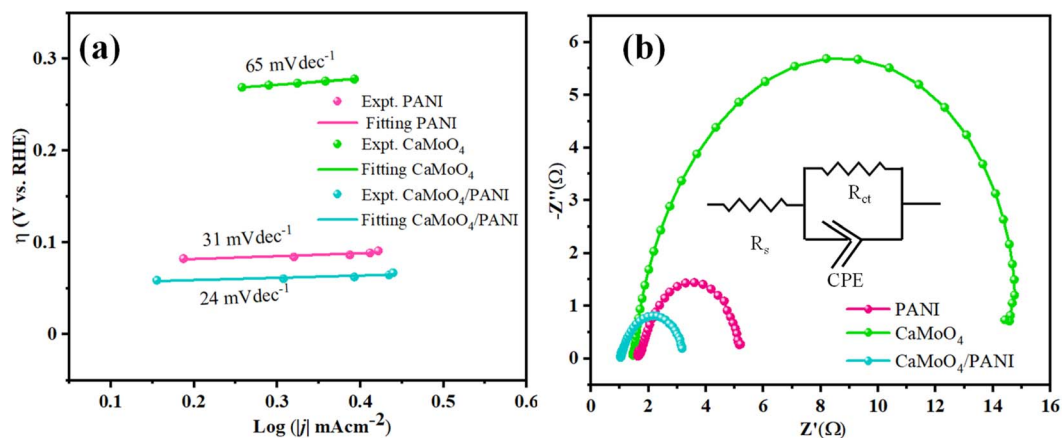 (a)
65 mVdec⁻¹
Expt. PANI
Fitting PANI
Expt. CaMoO₄
Fitting CaMoO₄
Expt. CaMoO₄/PANI
Fitting CaMoO₄/PANI
31 mVdec⁻¹
24 mVdec⁻¹
η (V vs. RHE)
0.3
0.2
0.1
0
0.1 0.2 0.3 0.4 0.5 0.6
Log (|j| mAcm⁻²)
(b)
-Z''(Ω)
6
5
4
3
2
1
0
Rct
Rs
CPE
PANI
CaMoO₄
CaMoO₄/PANI
0 2 4 6 8 10 12 14 16
Z'(Ω)